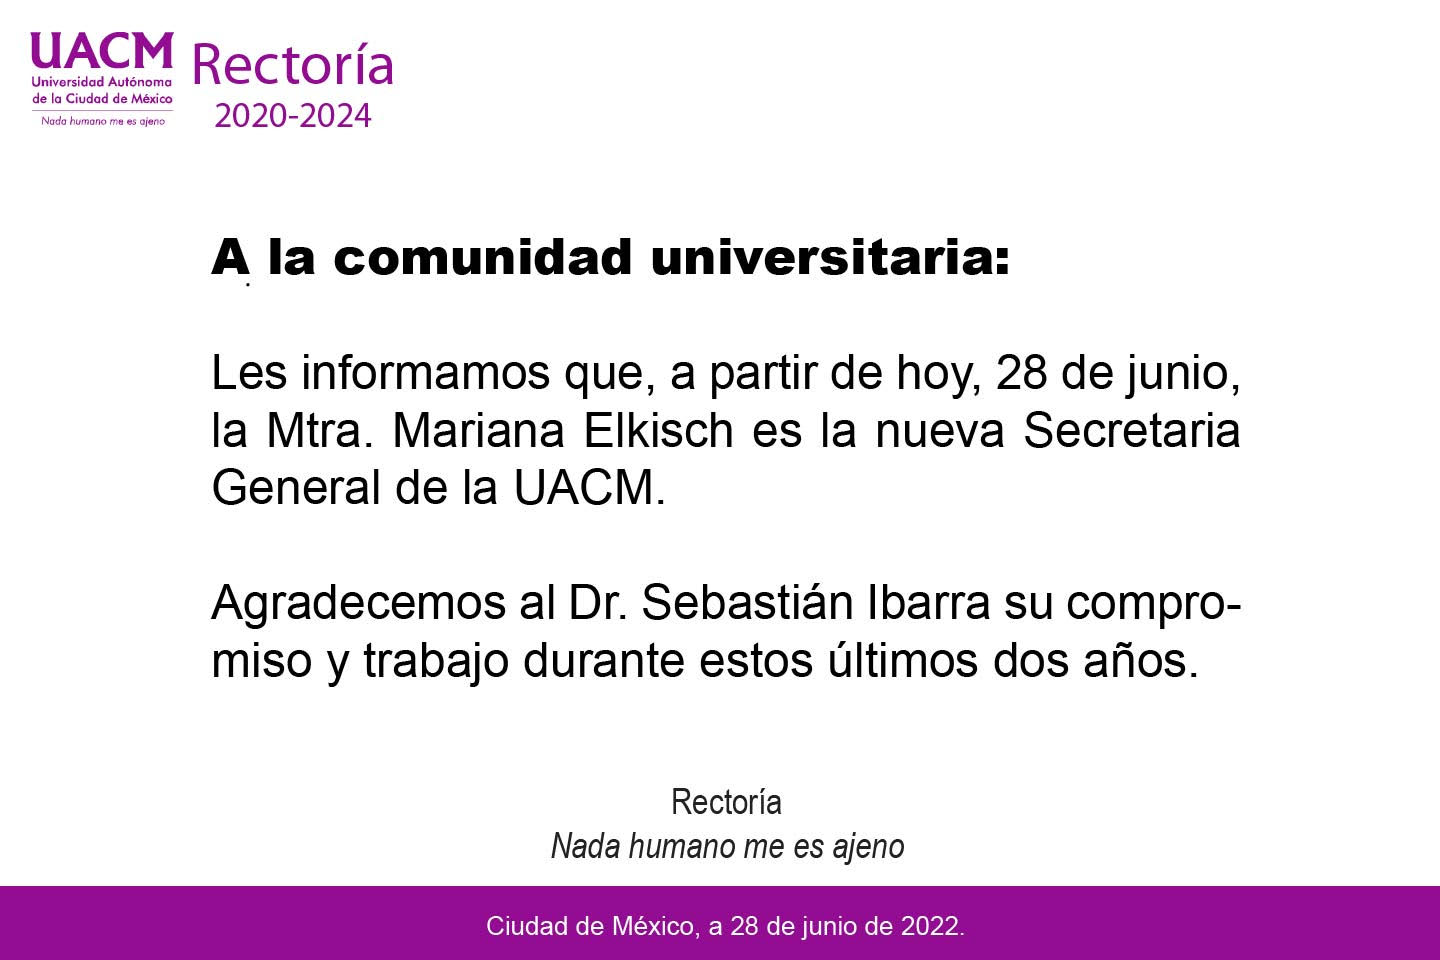 UACM
Universidad Autónoma
de la Ciudad de México
Nada humano me es ajeno
Rectoría
2020-2024
A la comunidad universitaria:
Les informamos que, a partir de hoy, 28 de junio,
la Mtra. Mariana Elkisch es la nueva Secretaria
General de la UACM.
Agradecemos al Dr. Sebastián Ibarra su compro-
miso y trabajo durante estos últimos dos años.
Rectoría
Nada humano me es ajeno
Ciudad de México, a 28 de junio de 2022.